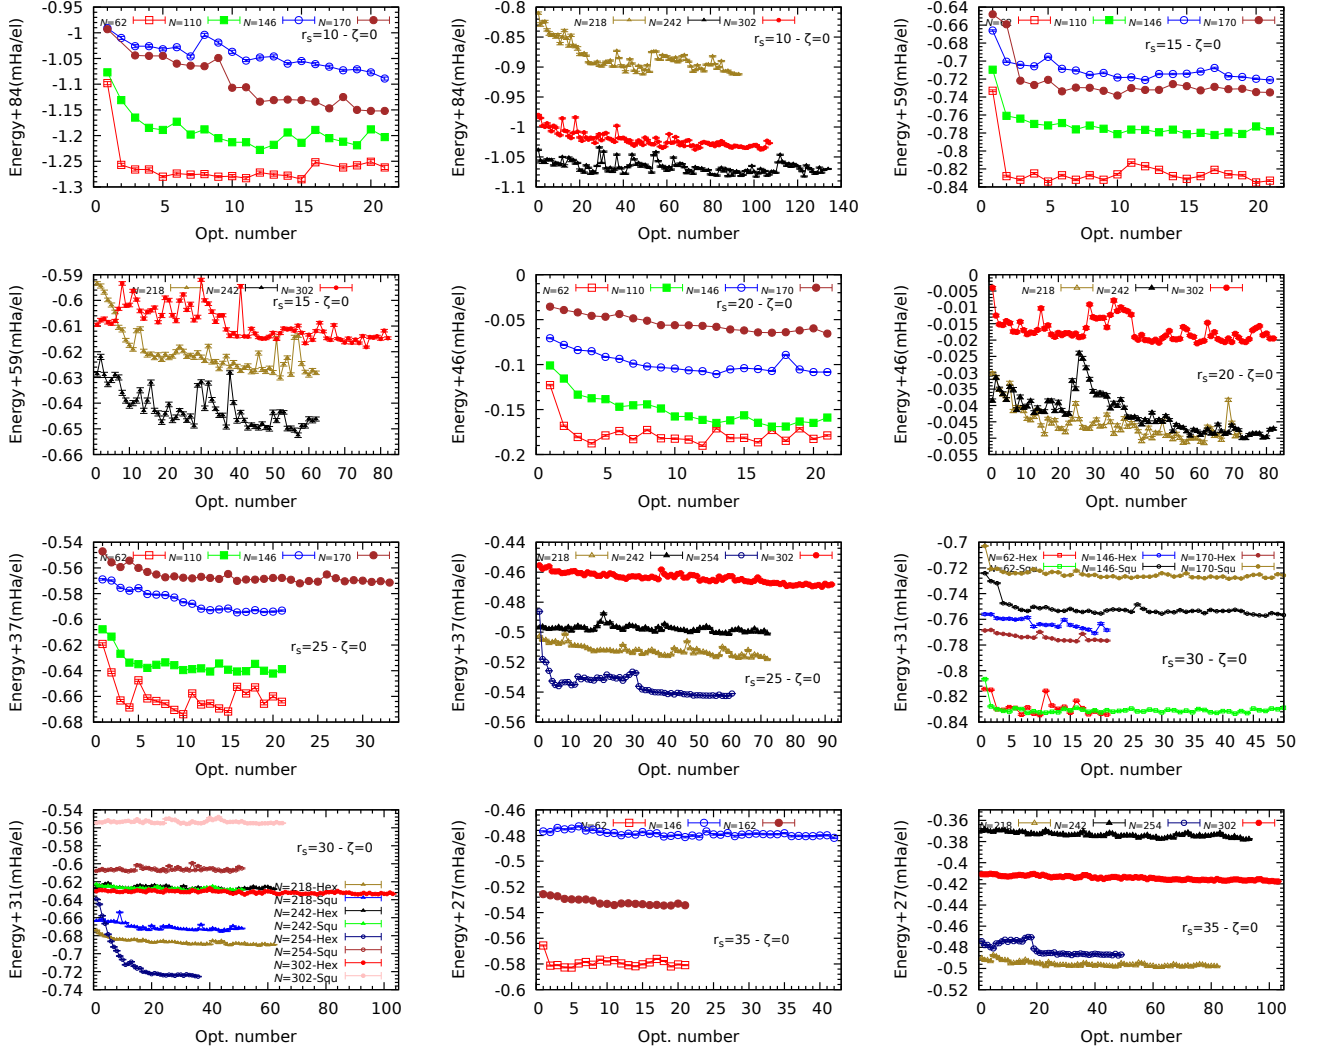 -0.95
-1
-1.05
-1.1
-1.15
-1.2
-1.25
-1.3
0 5 10 15 20
Energy+84(mHa/el)
Opt. number
N=62 N=110 N=146 N=170
rs=10 - ζ=0
-0.8
-0.85
-0.9
-0.95
-1
-1.05
-1.1
0 20 40 60 80 100 120 140
Energy+84(mHa/el)
Opt. number
N=218 N=242 N=302
rs=10 - ζ=0
-0.64
-0.66
-0.68
-0.7
-0.72
-0.74
-0.76
-0.78
-0.8
-0.82
-0.84
0 5 10 15 20
Energy+59(mHa/el)
Opt. number
N=62 N=110 N=146 N=170
rs=15 - ζ=0
-0.59
-0.6
-0.61
-0.62
-0.63
-0.64
-0.65
-0.66
0 10 20 30 40 50 60 70 80
Energy+59(mHa/el)
Opt. number
N=218 N=242 N=302
rs=15 - ζ=0
0
-0.05
-0.1
-0.15
-0.2
0 5 10 15 20
Energy+46(mHa/el)
Opt. number
N=62 N=110 N=146 N=170
rs=20 - ζ=0
0
-0.005
-0.01
-0.015
-0.02
-0.025
-0.03
-0.035
-0.04
-0.045
-0.05
-0.055
0 10 20 30 40 50 60 70 80
Energy+46(mHa/el)
Opt. number
N=218 N=242 N=302
rs=20 - ζ=0
-0.54
-0.56
-0.58
-0.6
-0.62
-0.64
-0.66
-0.68
0 5 10 15 20 25 30
Energy+37(mHa/el)
Opt. number
N=62 N=110 N=146 N=170
rs=25 - ζ=0
-0.44
-0.46
-0.48
-0.5
-0.52
-0.54
-0.56
0 10 20 30 40 50 60 70 80 90
Energy+37(mHa/el)
Opt. number
N=218 N=242 N=254 N=302
rs=25 - ζ=0
-0.7
-0.72
-0.74
-0.76
-0.78
-0.8
-0.82
-0.84
0 5 10 15 20 25 30 35 40 45 50
Energy+31(mHa/el)
Opt. number
N=62-Hex N=146-Hex N=170-Hex
N=62-Squ N=146-Squ N=170-Squ
rs=30 - ζ=0
-0.54
-0.56
-0.58
-0.6
-0.62
-0.64
-0.66
-0.68
-0.7
-0.72
-0.74
0 20 40 60 80 100
Energy+31(mHa/el)
Opt. number
rs=30 - ζ=0
N=218-Hex
N=218-Squ
N=242-Hex
N=242-Squ
N=254-Hex
N=254-Squ
N=302-Hex
N=302-Squ
-0.46
-0.48
-0.5
-0.52
-0.54
-0.56
-0.58
-0.6
0 5 10 15 20 25 30 35 40
Energy+27(mHa/el)
Opt. number
N=62 N=146 N=162
rs=35 - ζ=0
-0.36
-0.38
-0.4
-0.42
-0.44
-0.46
-0.48
-0.5
-0.52
0 20 40 60 80 100
Energy+27(mHa/el)
Opt. number
N=218 N=242 N=254 N=302
rs=35 - ζ=0